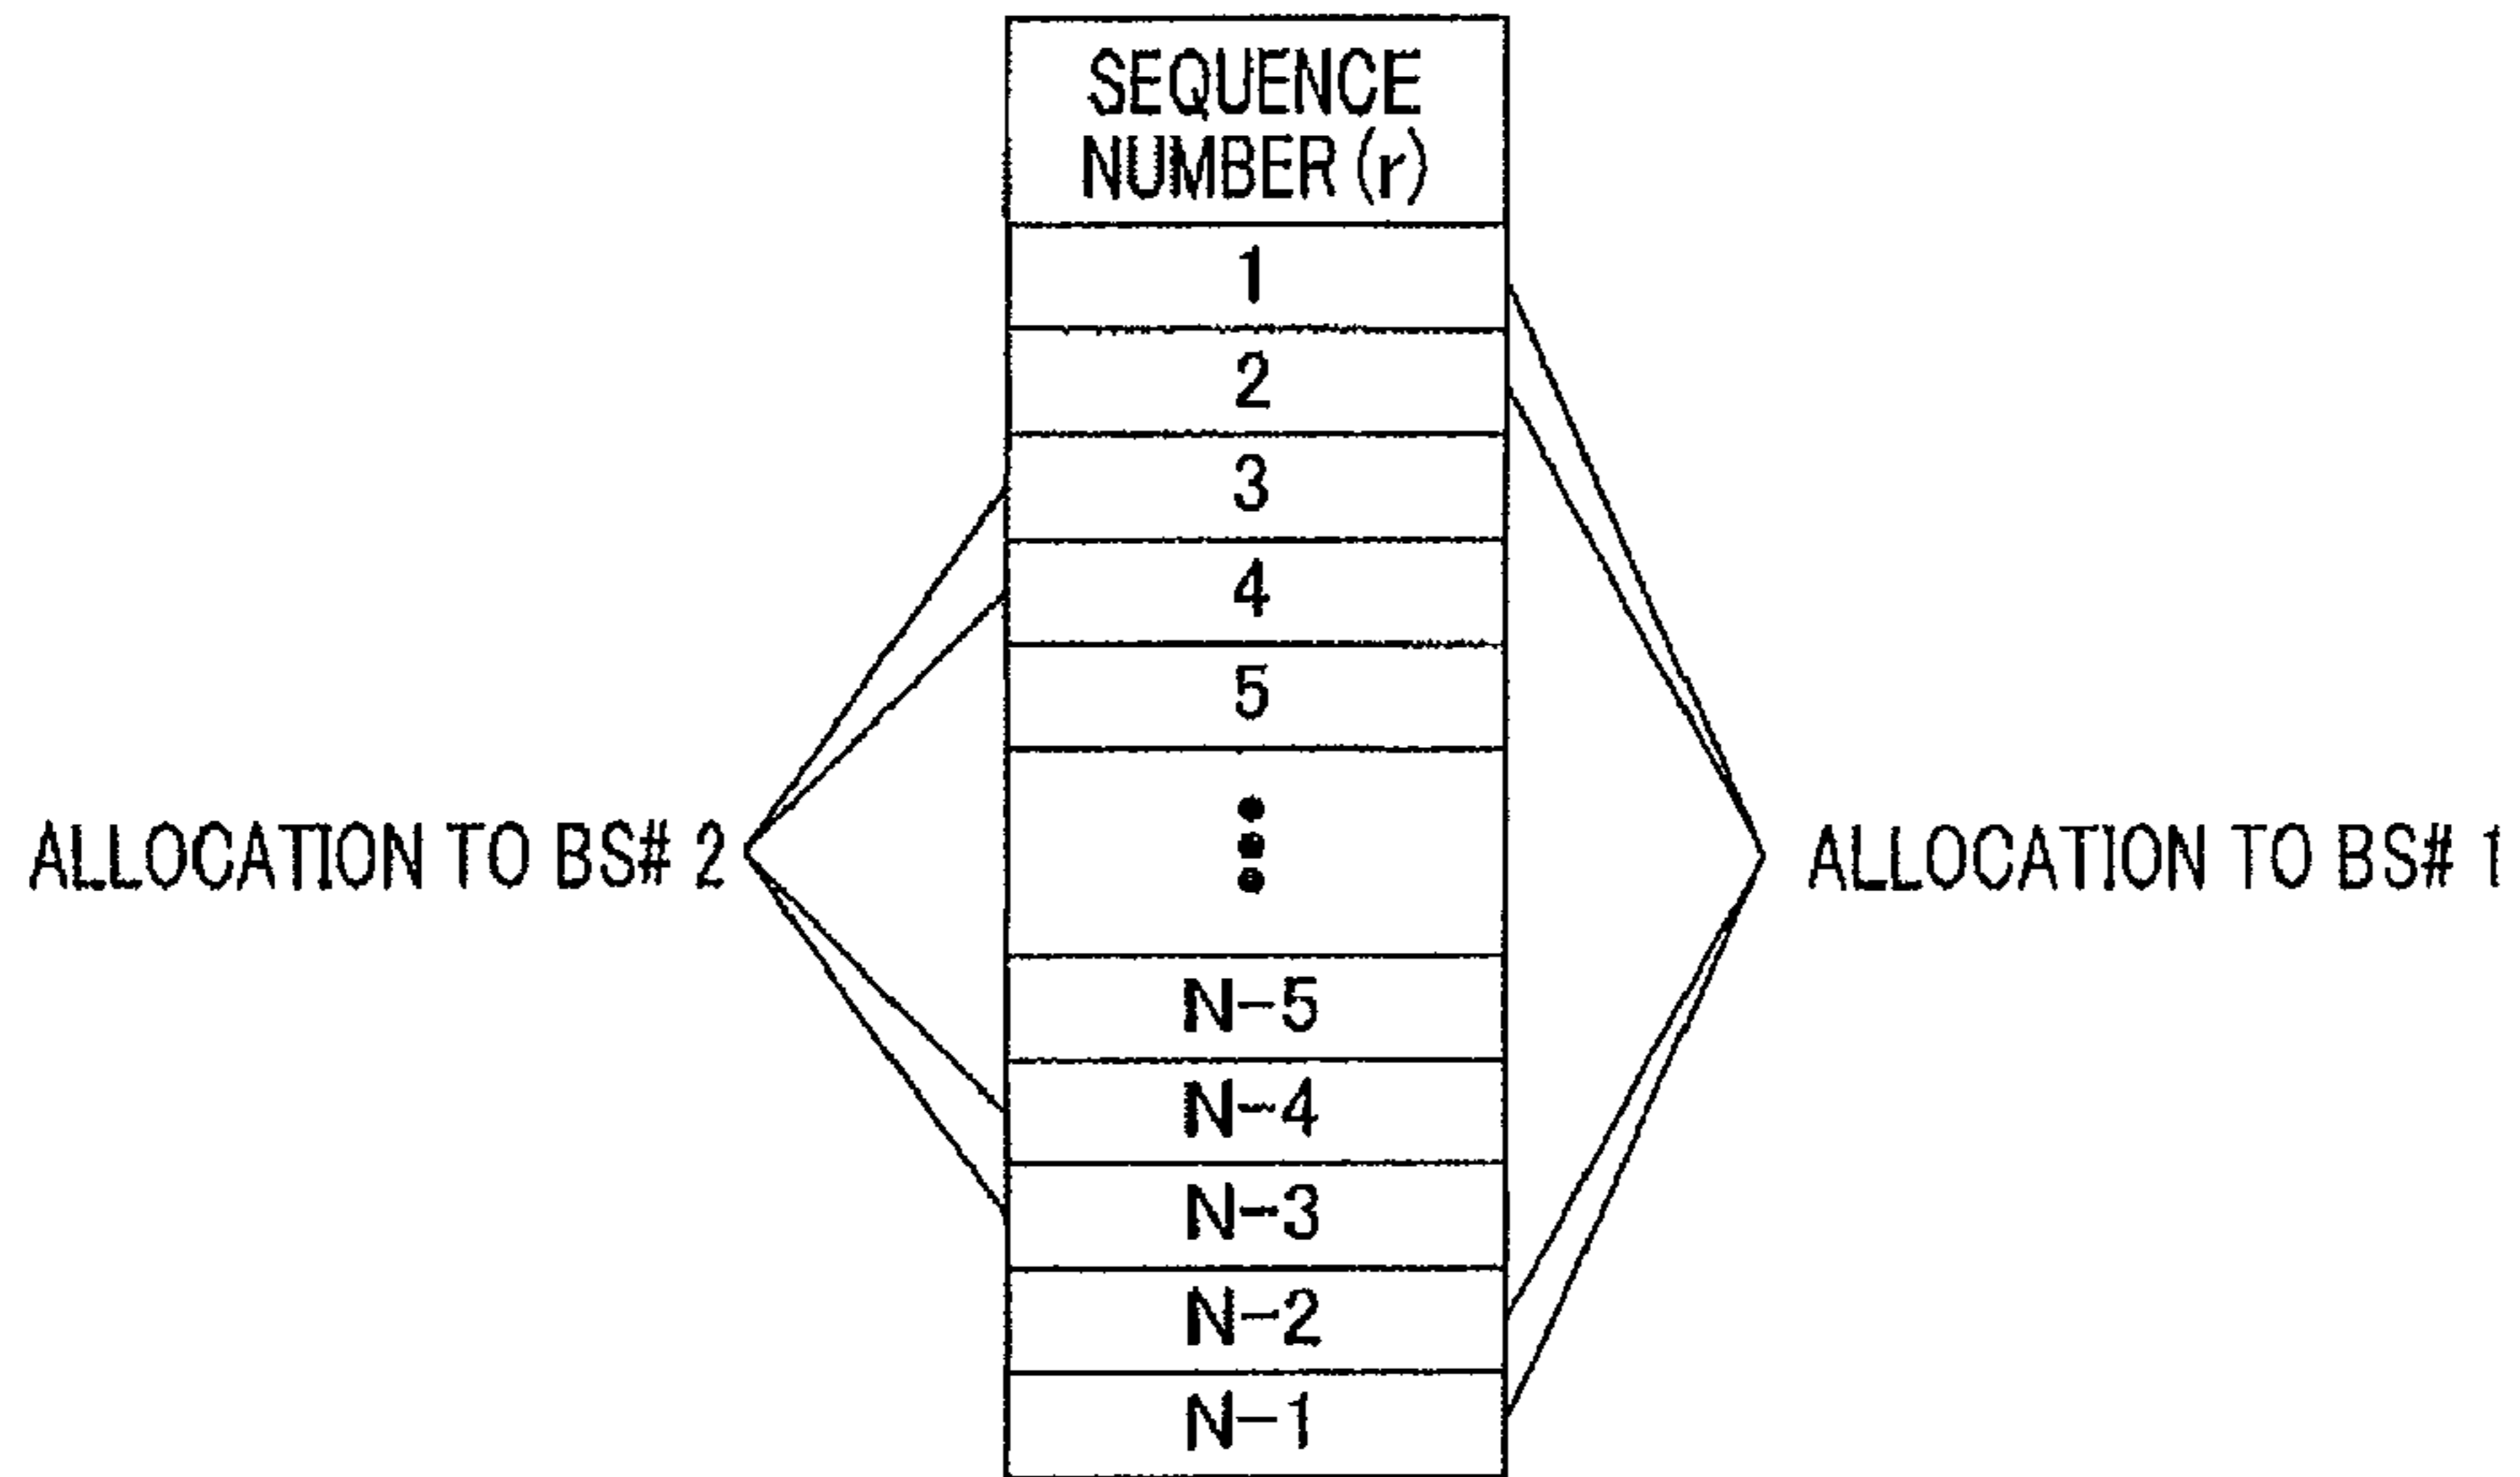 SEQUENCE
NUMBER (r)
1
2
3
4
5
ALLOCATION TO BS# 2
ALLOCATION TO BS# 1
N-5
N-4
N-3
N-2
N-1